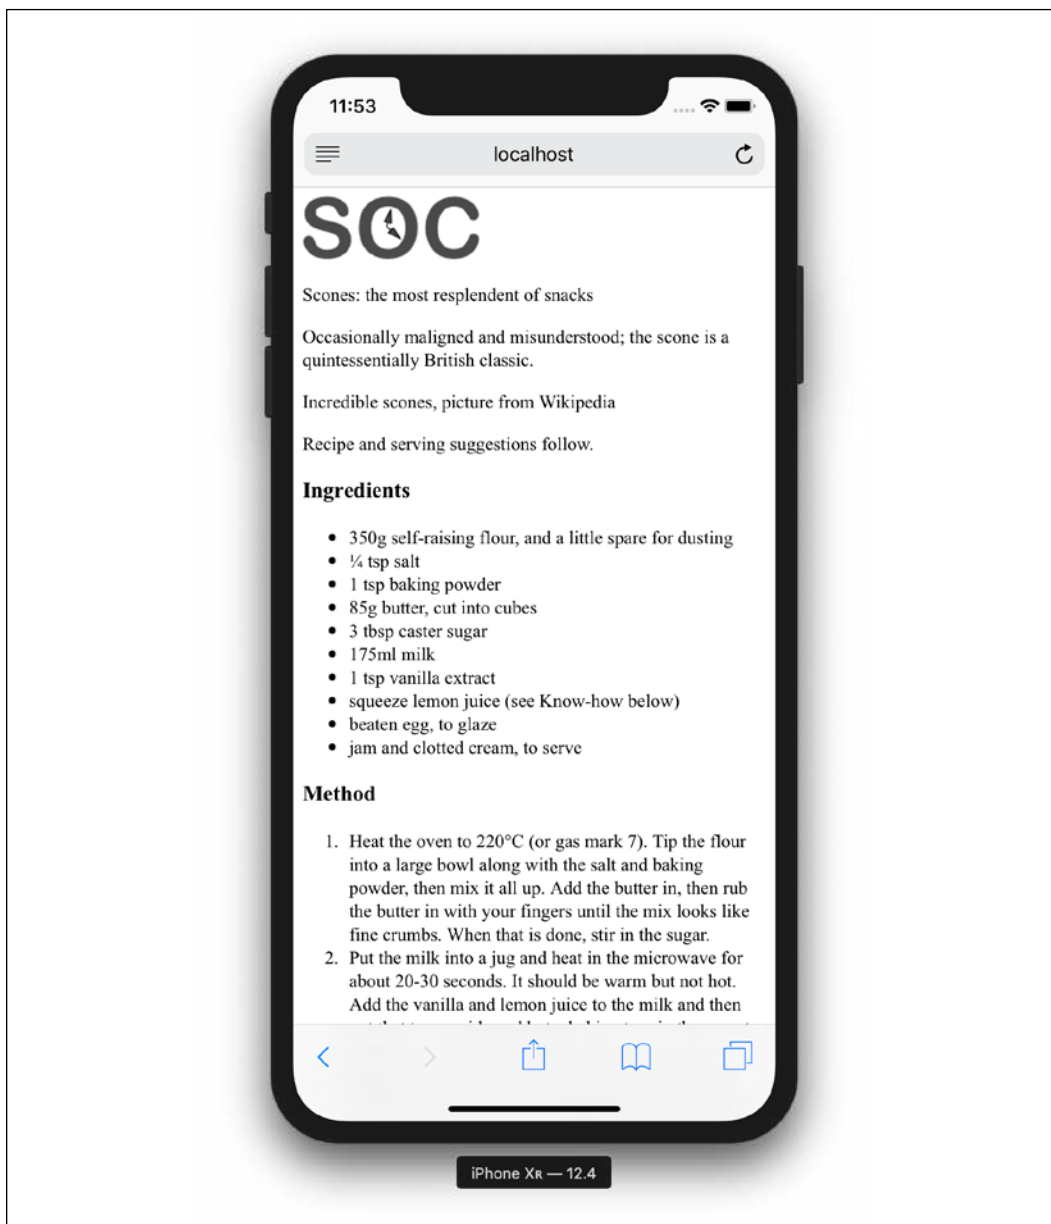 11:53
localhost
SOC
Scones: the most resplendent of snacks
Occasionally maligned and misunderstood; the scone is a
quintessentially British classic.
Incredible scones, picture from Wikipedia
Recipe and serving suggestions follow.
Ingredients
• 350g self-raising flour, and a little spare for dusting
• ¼ tsp salt
• 1 tsp baking powder
• 85g butter, cut into cubes
• 3 tbsp caster sugar
• 175ml milk
• 1 tsp vanilla extract
• squeeze lemon juice (see Know-how below)
• beaten egg, to glaze
• jam and clotted cream, to serve
Method
1. Heat the oven to 220°C (or gas mark 7). Tip the flour
into a large bowl along with the salt and baking
powder, then mix it all up. Add the butter in, then rub
the butter in with your fingers until the mix looks like
fine crumbs. When that is done, stir in the sugar.
2. Put the milk into a jug and heat in the microwave for
about 20-30 seconds. It should be warm but not hot.
Add the vanilla and lemon juice to the milk and then
iPhone XR — 12.4